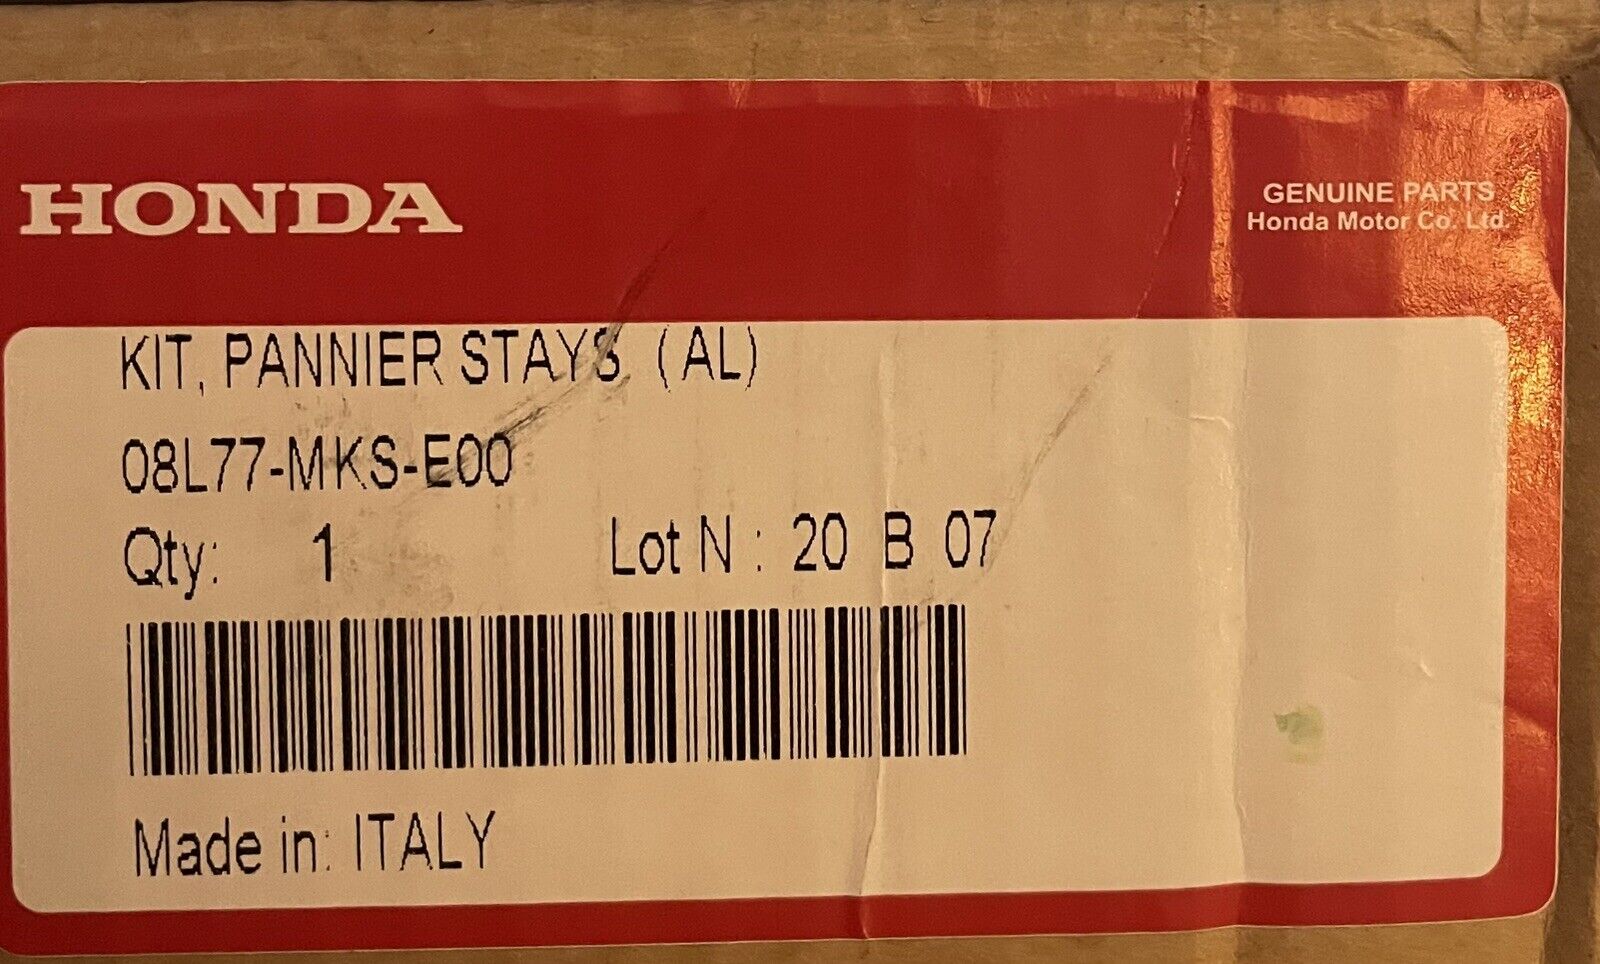 HONDA
GENUINE PARTS
Honda Motor Co. Ltd.
KIT, PANNIER STAYS (AL)
08L77-MKS-E00
Qty: 1 Lot N : 20 B 07
Made in: ITALY